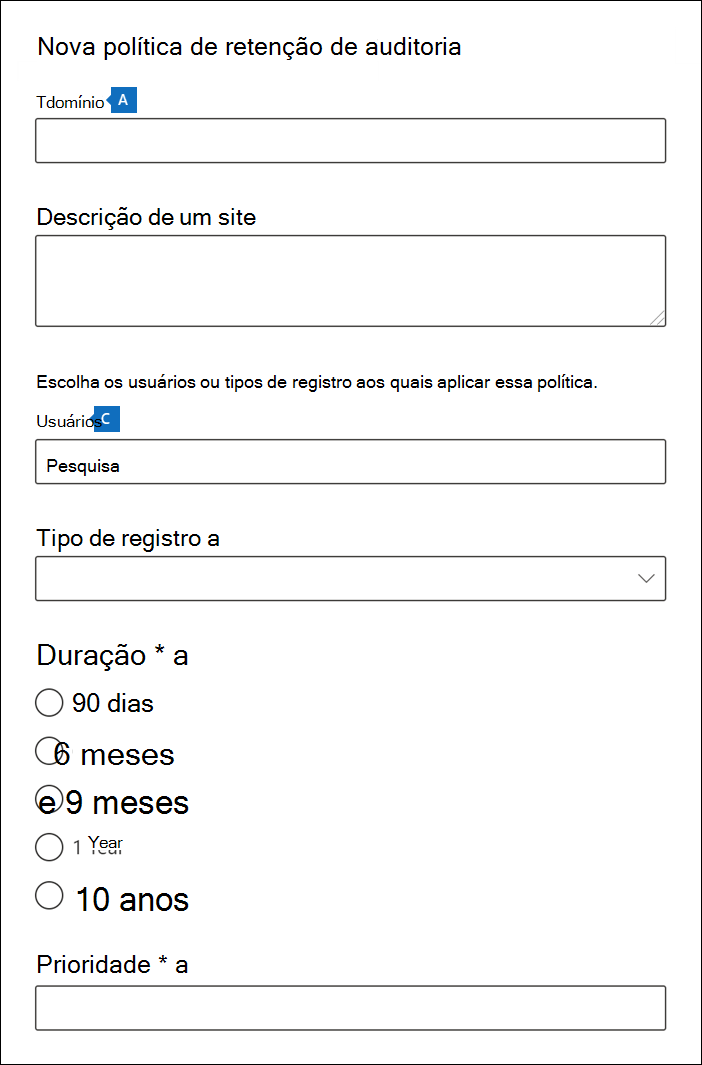 Nova política de retenção de auditoria
Tdomínio A
Descrição de um site
Escolha os usuários ou tipos de registro aos quais aplicar essa política.
Usuários C
Pesquisa
Tipo de registro a
Duração * a
90 dias
6 meses
e 9 meses
1 Year
10 anos
Prioridade * a